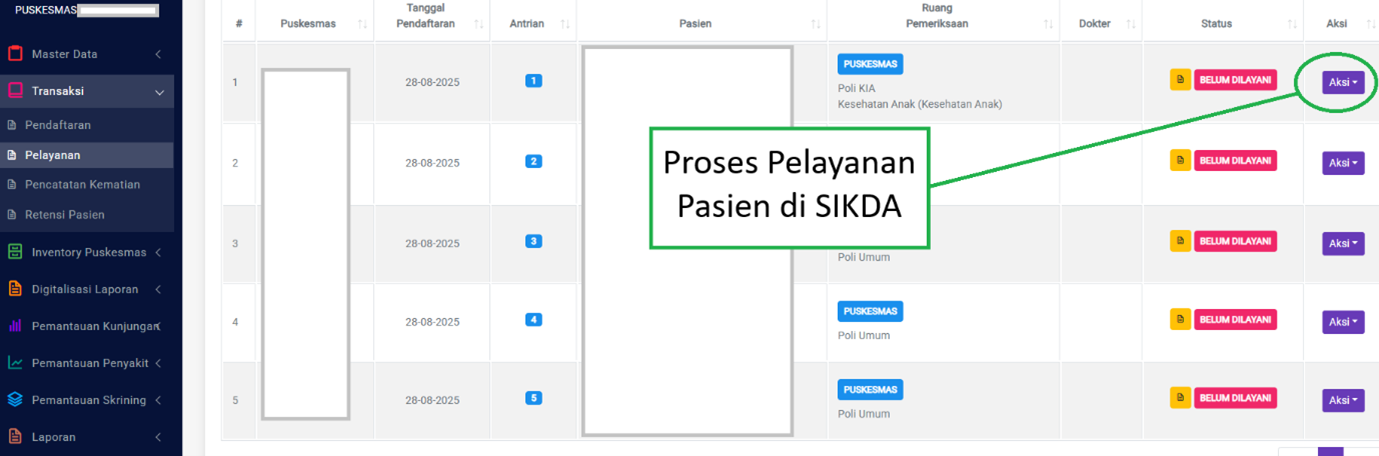 PUSKESMAS
Master Data
Transaksi
Pendaftaran
Pelayanan
Pencatatan Kematian
Retensi Pasien
Inventory Puskesmas
Digitalisasi Laporan
Pemantauan Kunjungan
Pemantauan Penyakit
Pemantauan Skrining
Laporan
# Puskesmas Tanggal Pendaftaran Antrian Pasien Ruang Pemeriksaan Dokter Status Aksi
1 28-08-2025 1 PUSKESMAS BELUM DILAYANI Aksi
Poli KIA
Kesehatan Anak (Kesehatan Anak)
2 28-08-2025 2 BELUM DILAYANI Aksi
Proses Pelayanan
Pasien di SIKDA
3 28-08-2025 3 BELUM DILAYANI Aksi
Poli Umum
4 28-08-2025 4 PUSKESMAS BELUM DILAYANI Aksi
Poli Umum
5 28-08-2025 5 PUSKESMAS BELUM DILAYANI Aksi
Poli Umum